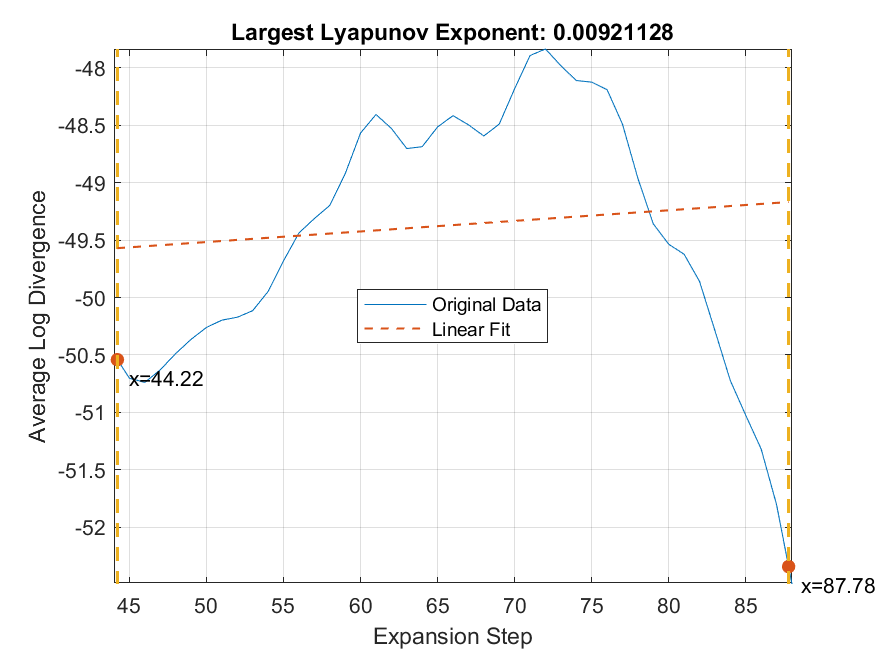 Largest Lyapunov Exponent: 0.00921128
-48
-48.5
-49
-49.5
-50
-50.5
-51
-51.5
-52
Average Log Divergence
Original Data
Linear Fit
x=44.22
x=87.78
45 50 55 60 65 70 75 80 85
Expansion Step